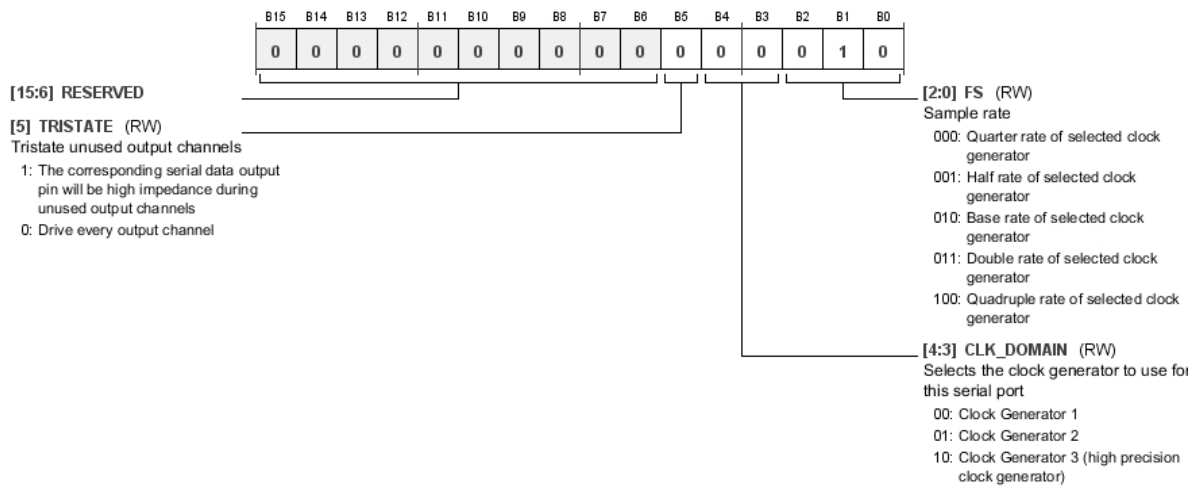 B15 B14 B13 B12 B11 B10 B9 B8 B7 B6 B5 B4 B3 B2 B1 B0
0 0 0 0 0 0 0 0 0 0 0 0 0 0 1 0
[15:6] RESERVED
[5] TRISTATE (RW)
Tristate unused output channels
1: The corresponding serial data output
pin will be high impedance during
unused output channels
0: Drive every output channel
[2:0] FS (RW)
Sample rate
000: Quarter rate of selected clock
generator
001: Half rate of selected clock
generator
010: Base rate of selected clock
generator
011: Double rate of selected clock
generator
100: Quadruple rate of selected clock
generator
[4:3] CLK_DOMAIN (RW)
Selects the clock generator to use for
this serial port
00: Clock Generator 1
01: Clock Generator 2
10: Clock Generator 3 (high precision
clock generator)